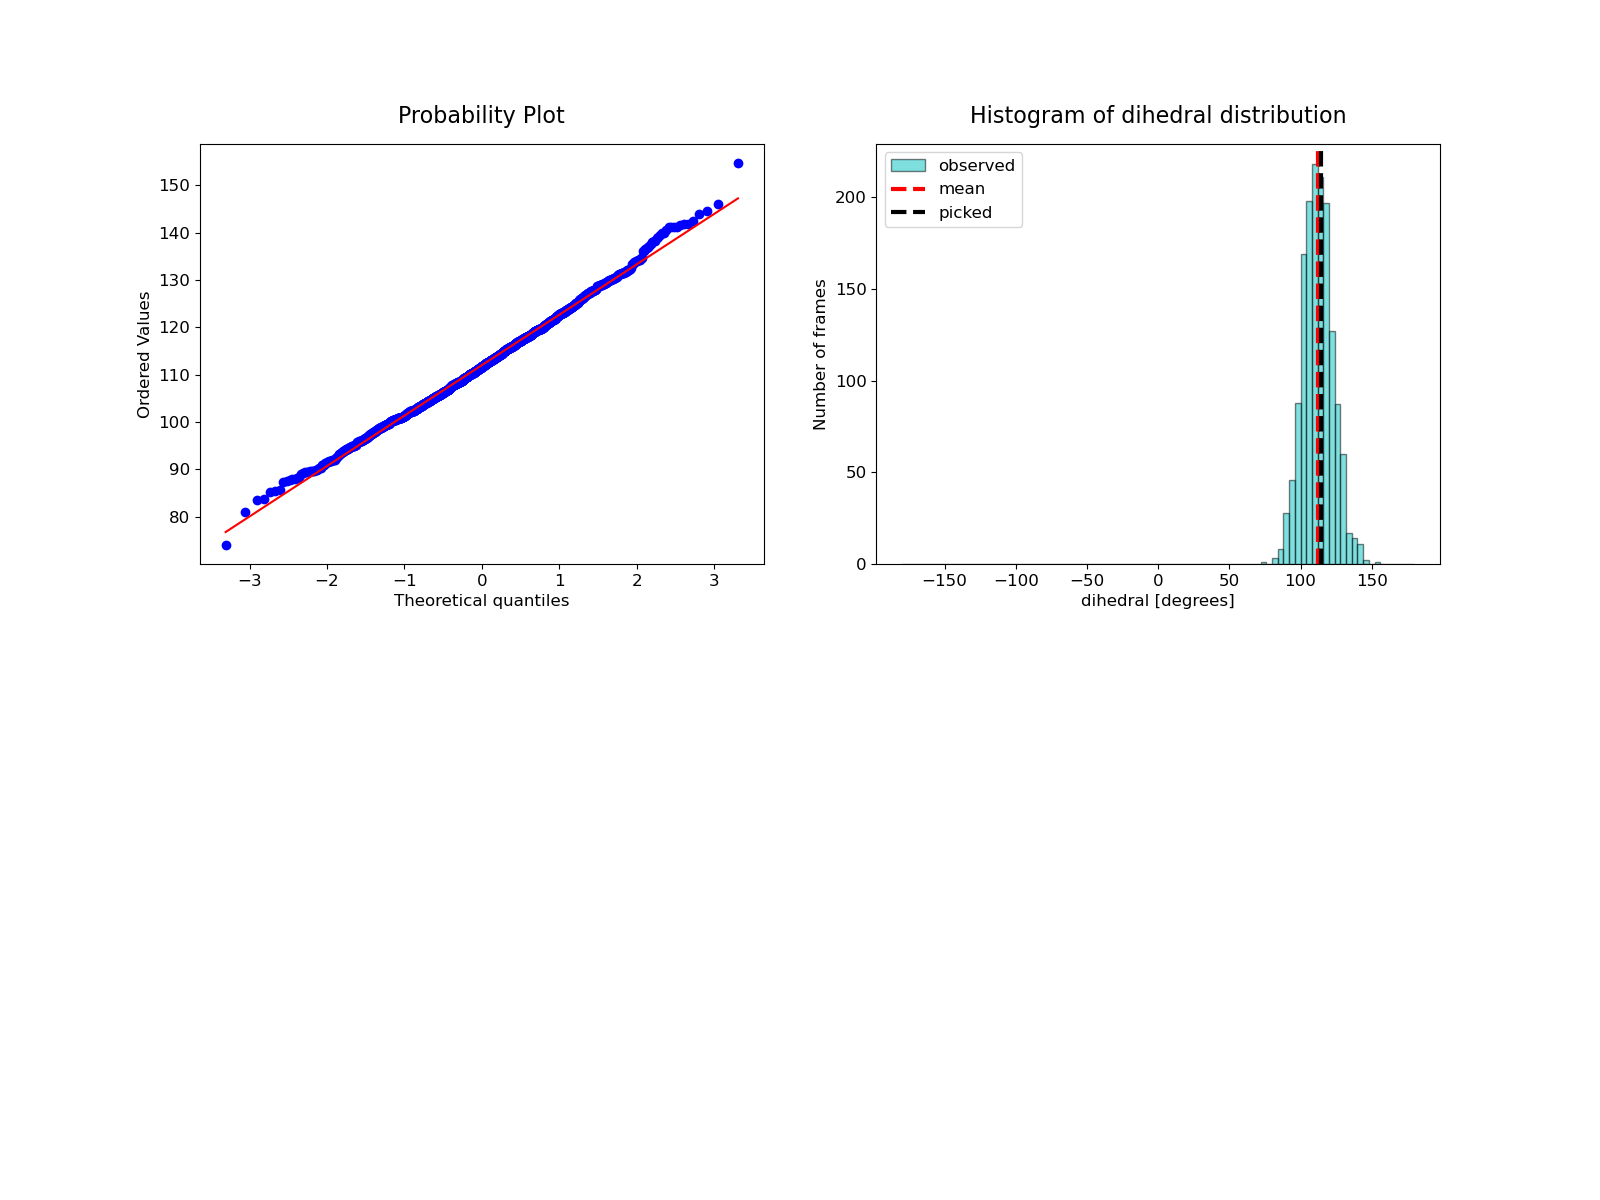 Probability Plot
Ordered Values
150
140
130
120
110
100
90
80
−3 −2 −1 0 1 2 3
Theoretical quantiles
Histogram of dihedral distribution
observed
mean
picked
Number of frames
200
150
100
50
0
−150 −100 −50 0 50 100 150
dihedral [degrees]